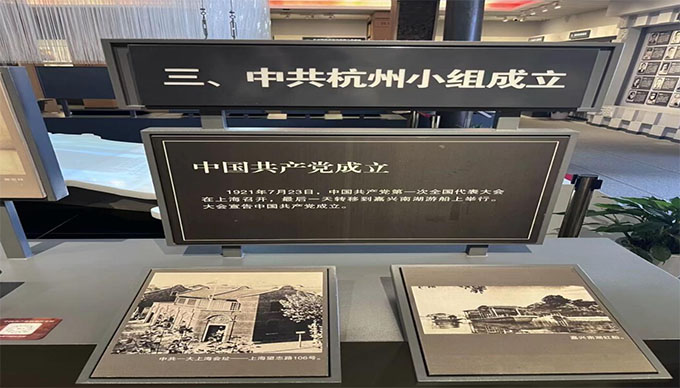 三、中共杭州小组成立
中国共产党成立
1921年7月23日，中国共产党第一次全国代表大会
在上海召开，最后一天转移到嘉兴南湖游船上举行。
大会宣告中国共产党成立。
中共一大上海会址——上海望志路106号。
嘉兴南湖红船。